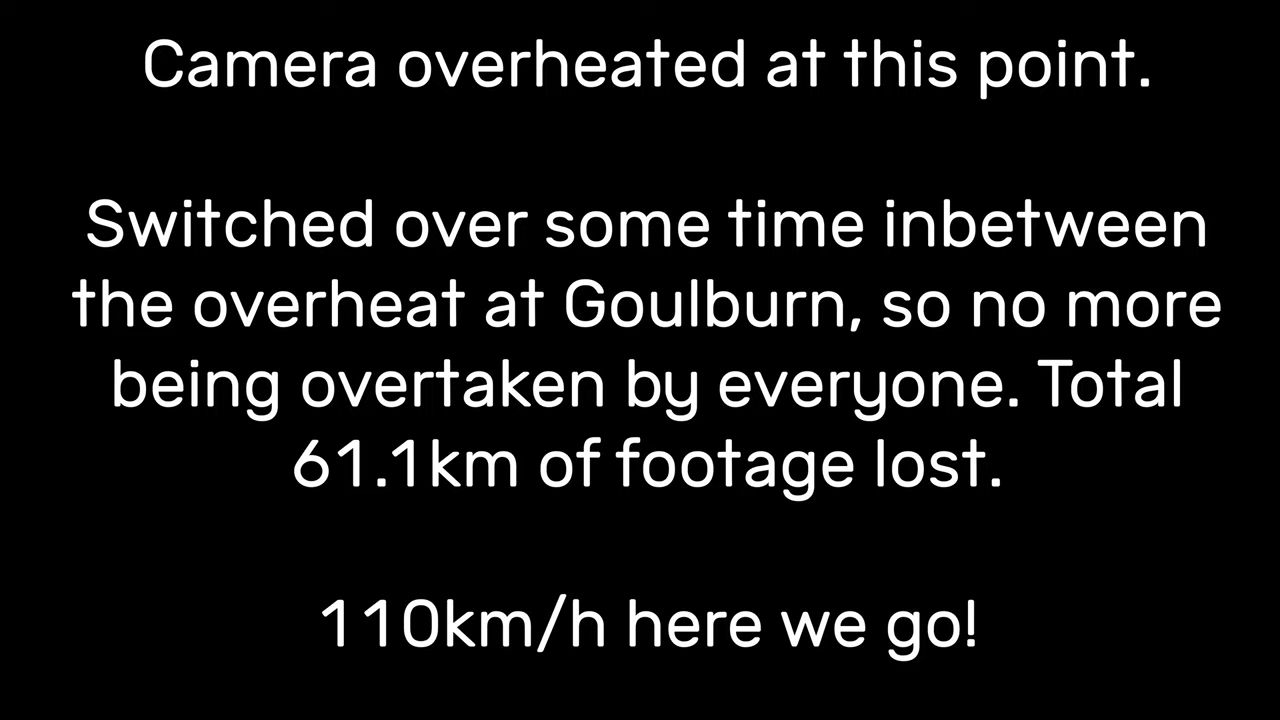 Camera overheated at this point.
Switched over some time inbetween
the overheat at Goulburn, so no more
being overtaken by everyone. Total
61.1km of footage lost.
110km/h here we go!